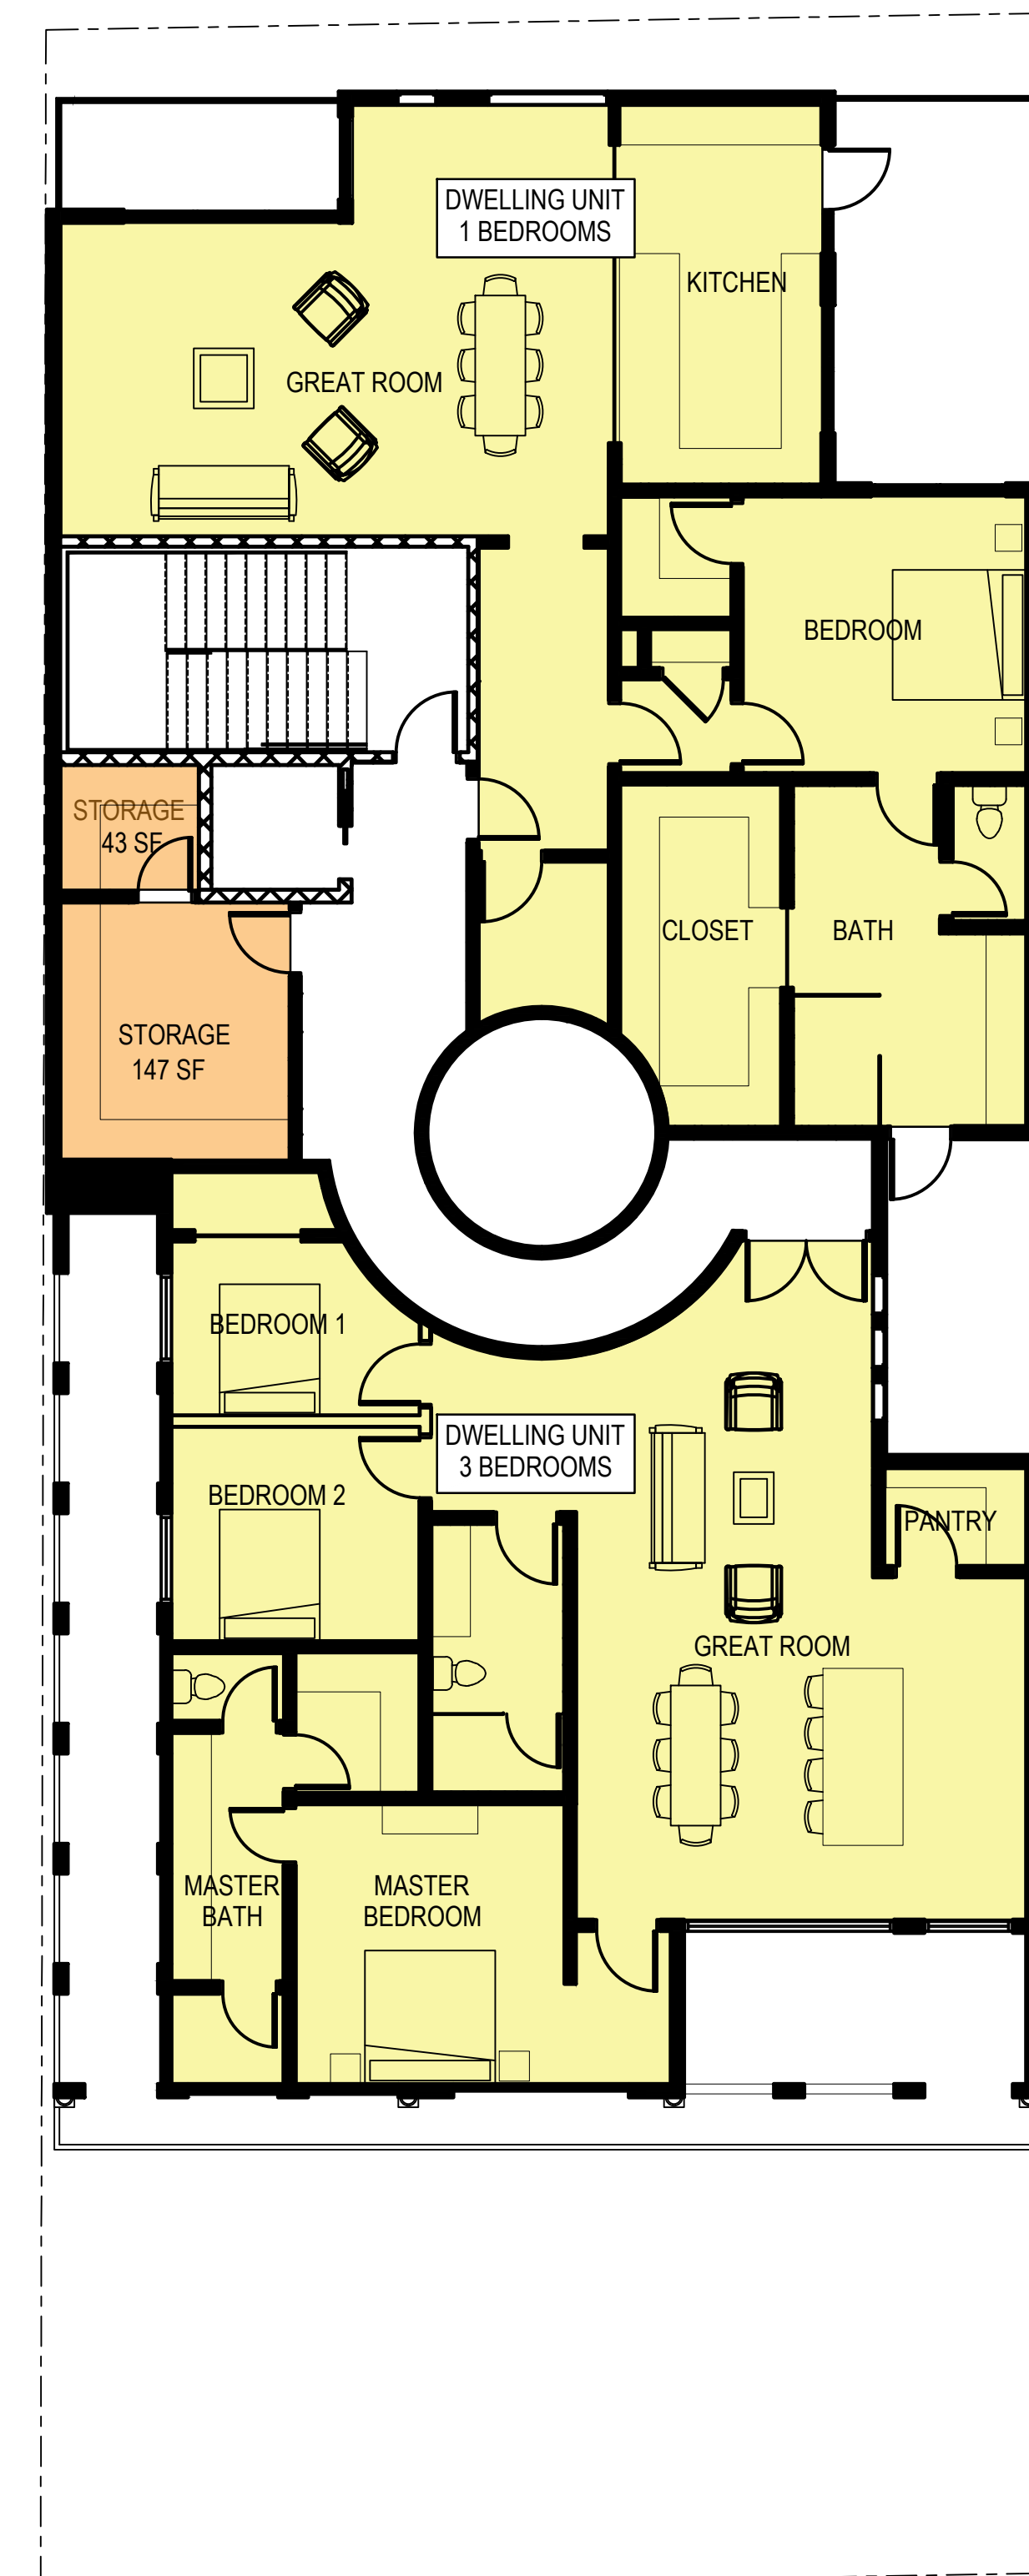 DWELLING UNIT
1 BEDROOMS
KITCHEN
GREAT ROOM
BEDROOM
STORAGE
43 SF
CLOSET
BATH
STORAGE
147 SF
BEDROOM 1
DWELLING UNIT
3 BEDROOMS
BEDROOM 2
PANTRY
GREAT ROOM
MASTER
BATH
MASTER
BEDROOM